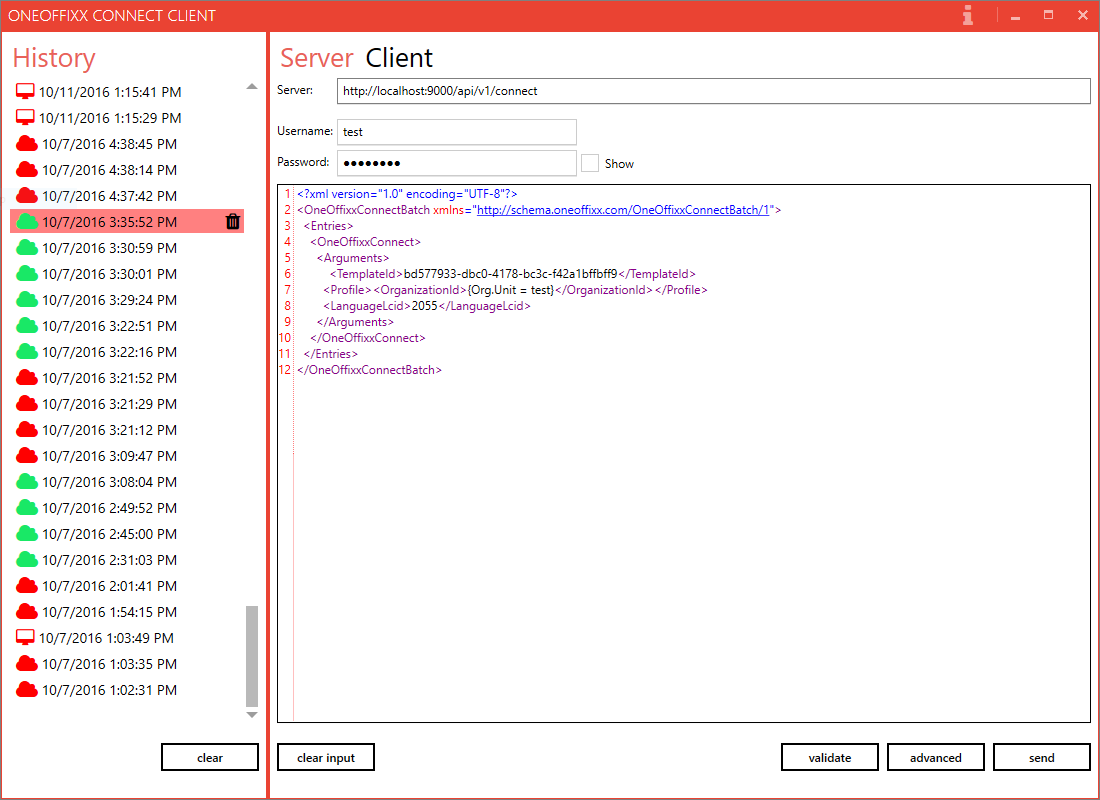 ONEOFFIXX CONNECT CLIENT
History
10/11/2016 1:15:41 PM
10/11/2016 1:15:29 PM
10/7/2016 4:38:45 PM
10/7/2016 4:38:14 PM
10/7/2016 4:37:42 PM
10/7/2016 3:35:52 PM
10/7/2016 3:30:59 PM
10/7/2016 3:30:01 PM
10/7/2016 3:29:24 PM
10/7/2016 3:22:51 PM
10/7/2016 3:22:16 PM
10/7/2016 3:21:52 PM
10/7/2016 3:21:29 PM
10/7/2016 3:21:12 PM
10/7/2016 3:09:47 PM
10/7/2016 3:08:04 PM
10/7/2016 2:49:52 PM
10/7/2016 2:45:00 PM
10/7/2016 2:31:03 PM
10/7/2016 2:01:41 PM
10/7/2016 1:54:15 PM
10/7/2016 1:03:49 PM
10/7/2016 1:03:35 PM
10/7/2016 1:02:31 PM
clear
Server Client
Server: http://localhost:9000/api/v1/connect
Username: test
Password: ●●●●●●●● Show
1 <?xml version="1.0" encoding="UTF-8"?>
2 <OneOffixxConnectBatch xmlns="http://schema.oneoffixx.com/OneOffixxConnectBatch/1">
3 <Entries>
4 <OneOffixxConnect>
5 <Arguments>
6 <TemplateId>bd577933-dbc0-4178-bc3c-f42a1bffbff9</TemplateId>
7 <Profile><OrganizationId>{Org.Unit = test}</OrganizationId></Profile>
8 <LanguageLcid>2055</LanguageLcid>
9 </Arguments>
10 </OneOffixxConnect>
11 </Entries>
12 </OneOffixxConnectBatch>
clear input validate advanced send